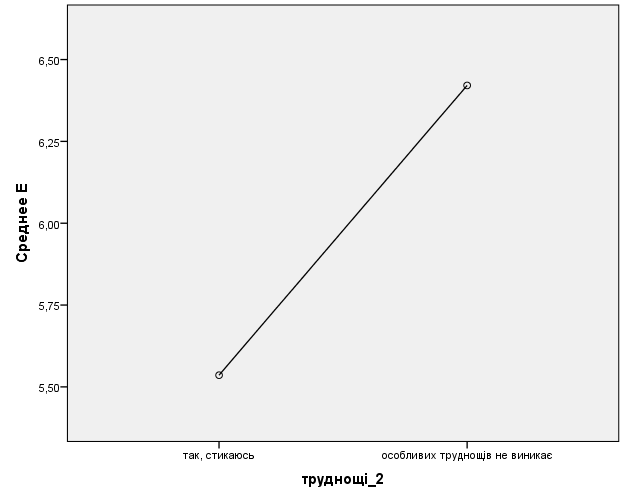 Среднее E
6,50
6,25
6,00
5,75
5,50
так, стикаюсь
особливих труднощів не виникає
труднощі_2